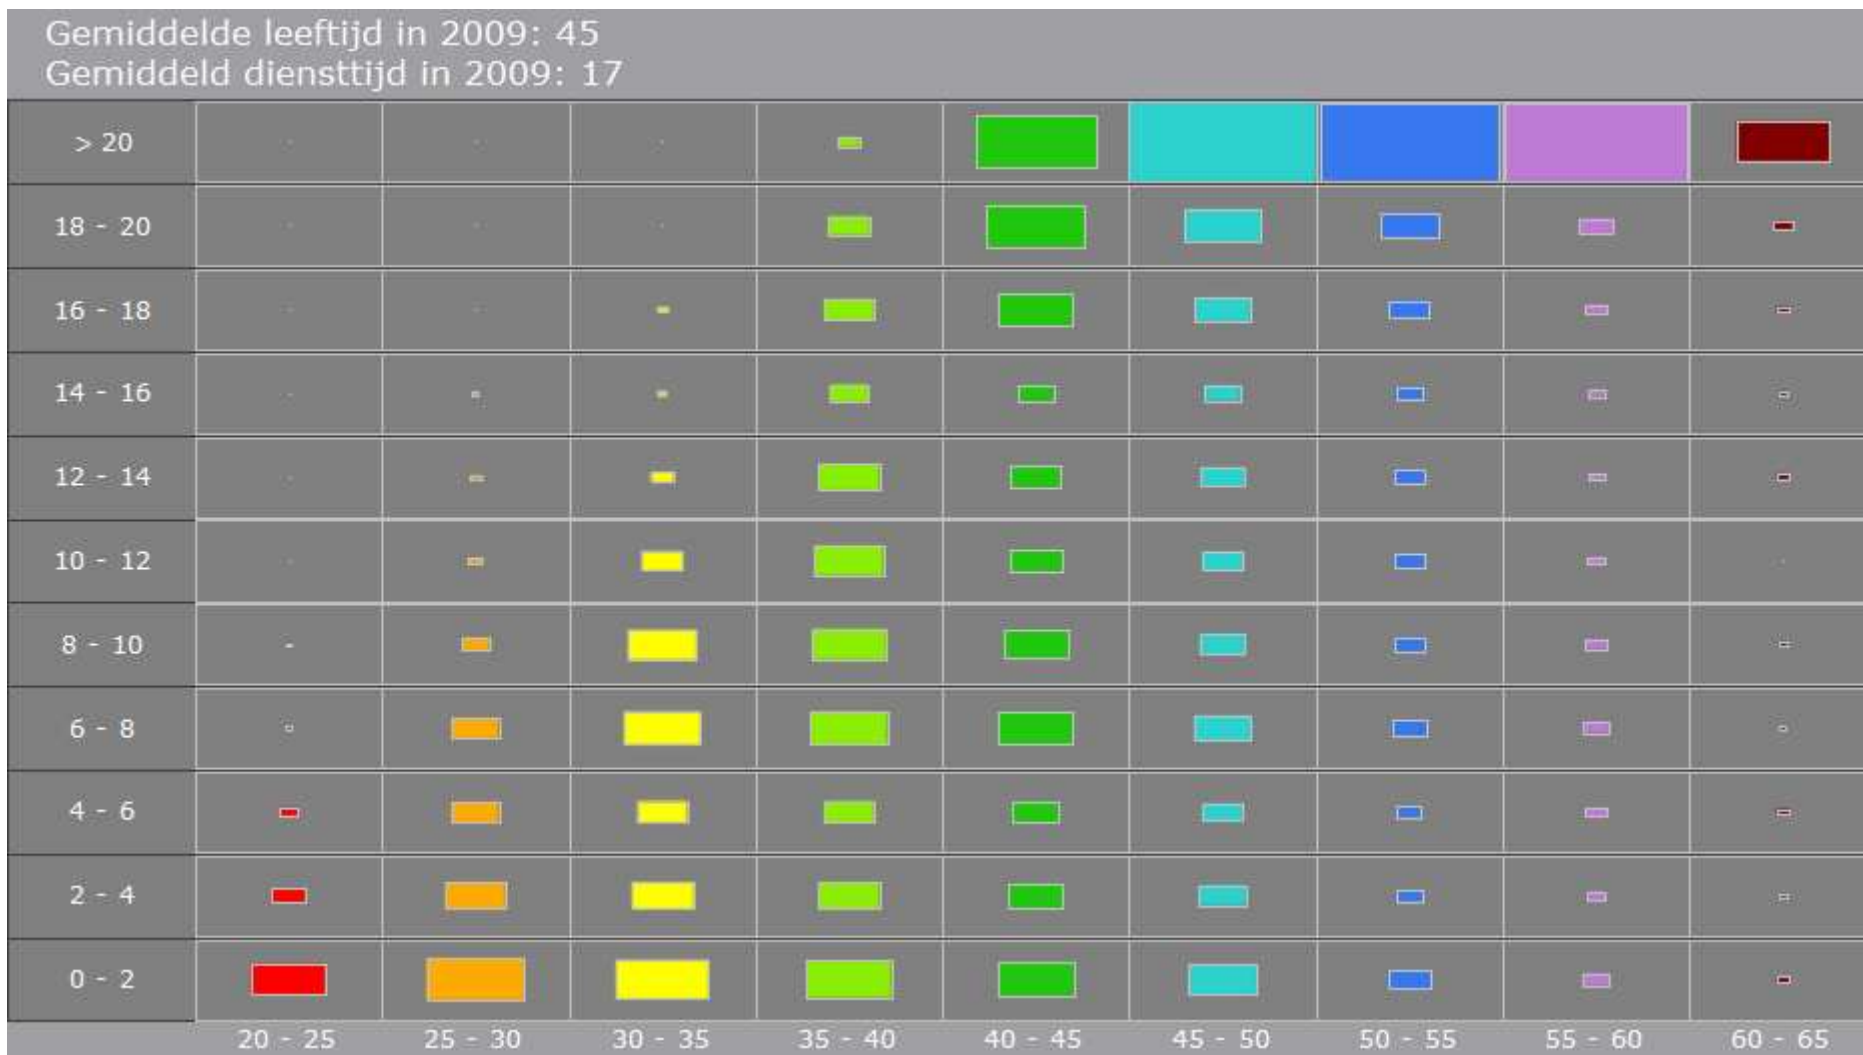 Gemiddelde leeftijd in 2009: 45
Gemiddeld diensttijd in 2009: 17
> 20
18 - 20
16 - 18
14 - 16
12 - 14
10 - 12
8 - 10
6 - 8
4 - 6
2 - 4
0 - 2
20 - 25 25 - 30 30 - 35 35 - 40 40 - 45 45 - 50 50 - 55 55 - 60 60 - 65